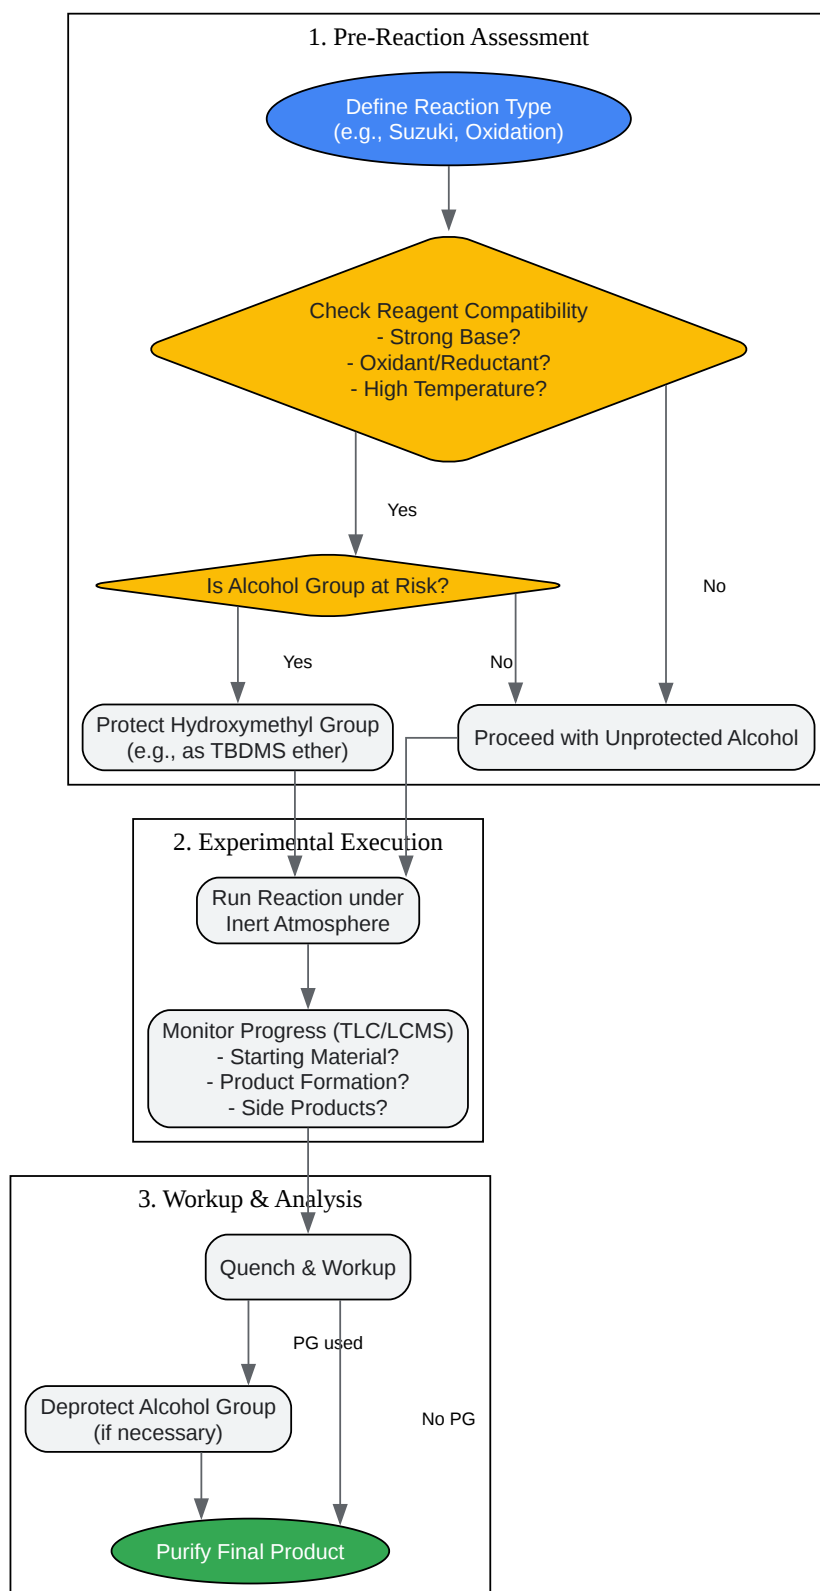 1. Pre-Reaction Assessment
Define Reaction Type
(e.g., Suzuki, Oxidation)
Check Reagent Compatibility
- Strong Base?
- Oxidant/Reductant?
- High Temperature?
Yes
Is Alcohol Group at Risk?
No
Yes
No
Protect Hydroxymethyl Group
(e.g., as TBDMS ether)
Proceed with Unprotected Alcohol
2. Experimental Execution
Run Reaction under
Inert Atmosphere
Monitor Progress (TLC/LCMS)
- Starting Material?
- Product Formation?
- Side Products?
3. Workup & Analysis
Quench & Workup
PG used
Deprotect Alcohol Group
(if necessary)
No PG
Purify Final Product